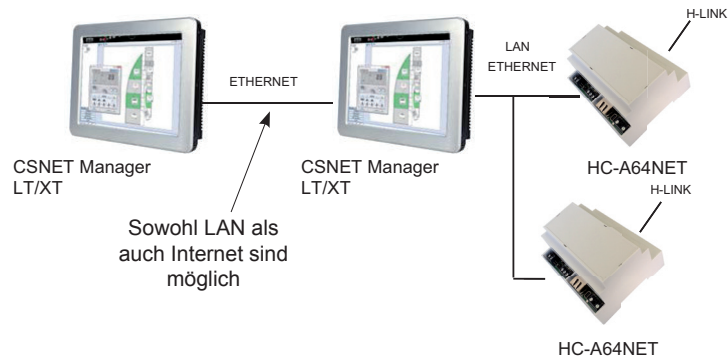 H-LINK
LAN
ETHERNET
ETHERNET
CSNET Manager
LT/XT
CSNET Manager
LT/XT
HC-A64NET
H-LINK
Sowohl LAN als
auch Internet sind
möglich
HC-A64NET